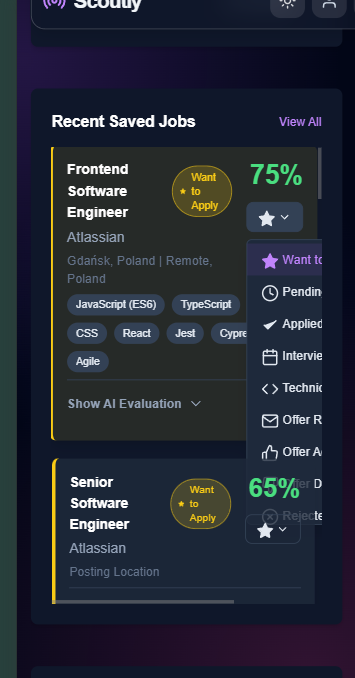 Scoutly
Recent Saved Jobs
View All
Frontend
Software
Engineer
Want
to
Apply
75%
Atlassian
Gdańsk, Poland | Remote,
Poland
JavaScript (ES6)
TypeScript
CSS
React
Jest
Cypre
Agile
Show AI Evaluation
Want to
Pendin
Applied
Intervie
Technic
Offer R
Offer A
er D
Rejecte
Senior
Software
Engineer
Want
to
Apply
65%
Atlassian
Posting Location